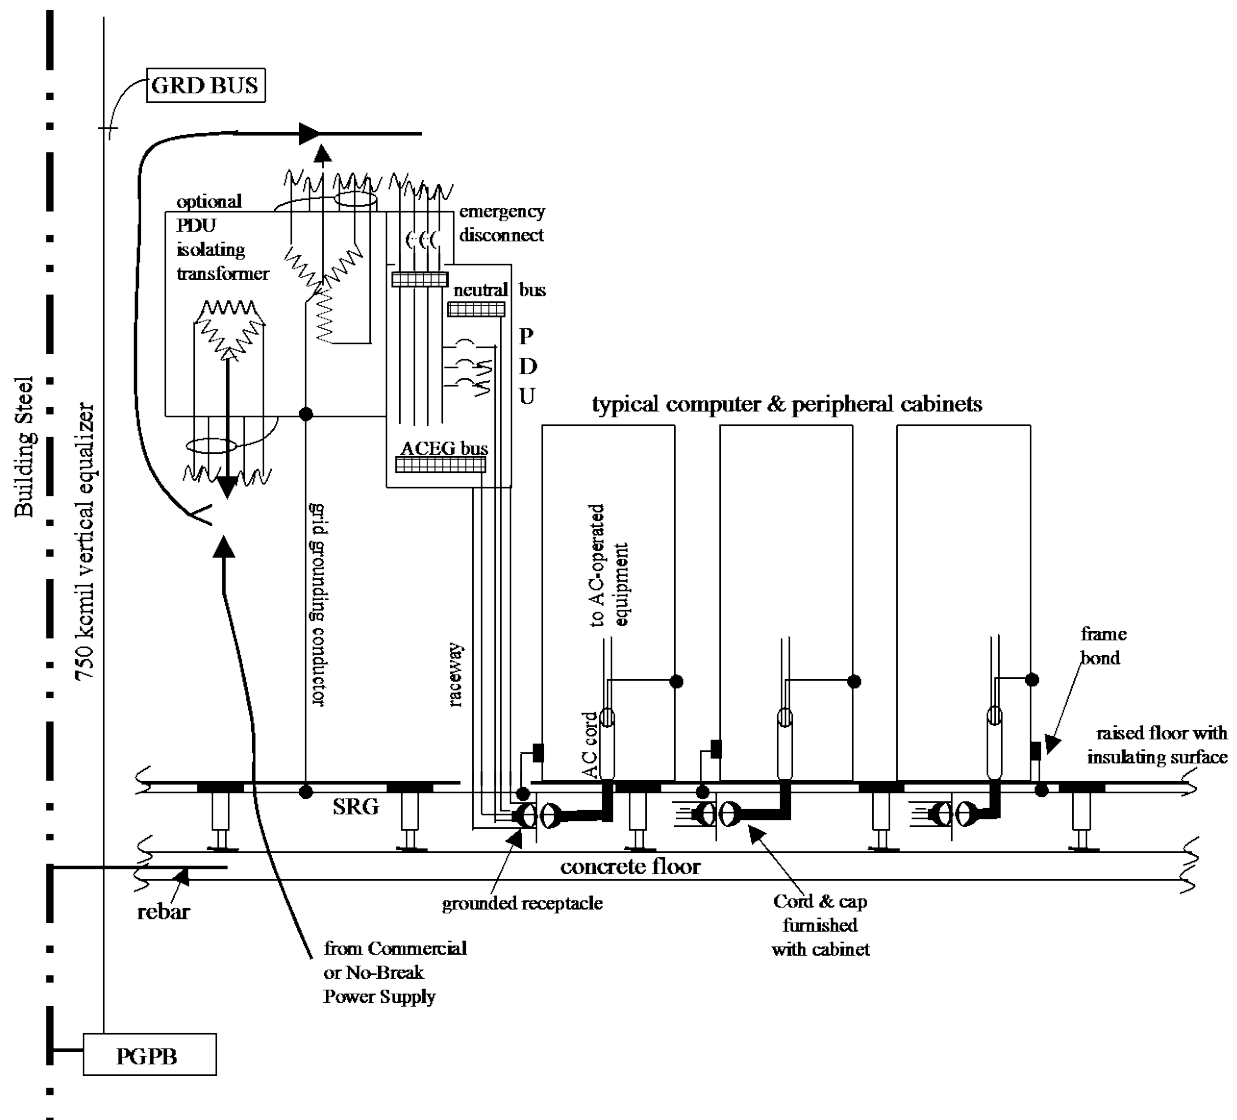 GRD BUS
optional
PDU
isolating
transformer
emergency
disconnect
neutral bus
P
D
U
ACEG bus
Building Steel
750 kcmil vertical equalizer
grid grounding conductor
raceway
typical computer & peripheral cabinets
to AC-operated
equipment
AC cord
frame
bond
raised floor with
insulating surface
SRG
concrete floor
rebar
grounded receptacle
Cord & cap
furnished
with cabinet
from Commercial
or No-Break
Power Supply
PGPB